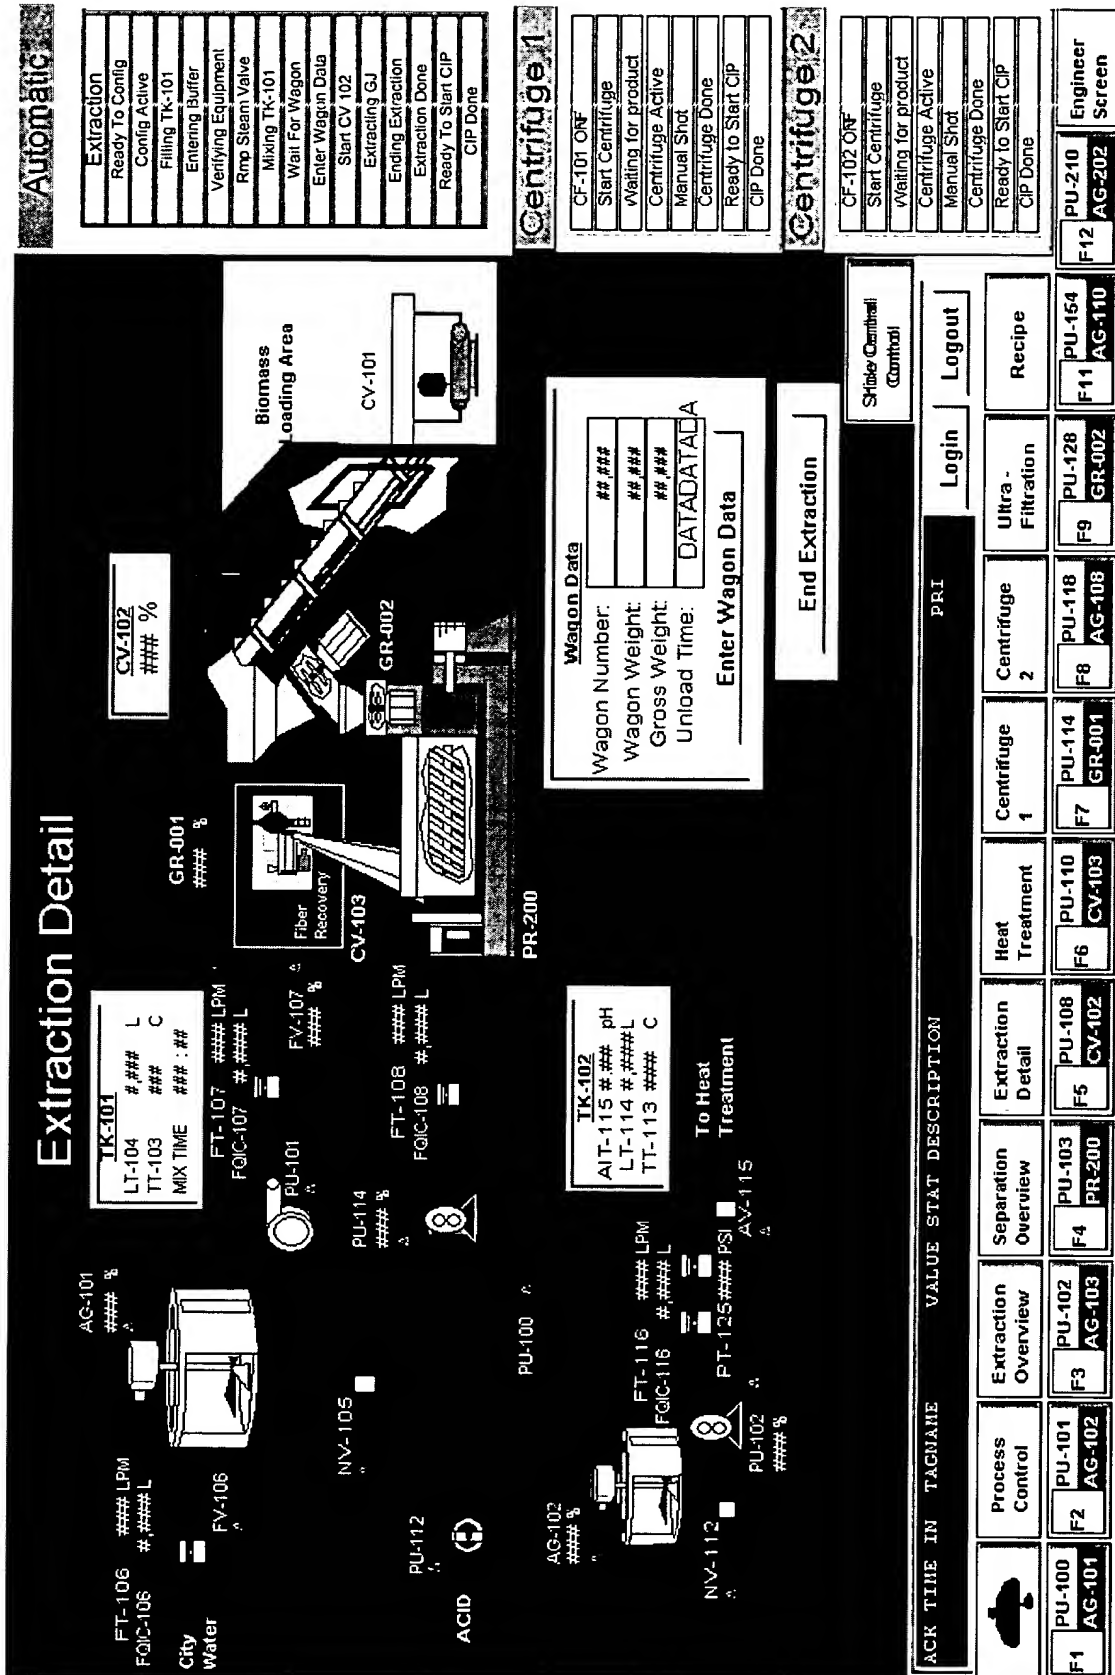 Extraction Detail
Automatic
Extraction
Ready To Config
Config Active
Filling TK-101
Entering Buffer
Verifying Equipment
Rmp Steam Valve
Mixing TK-101
Wait For Wagon
Enter Wagon Data
Start CV 102
Extracting GJ
Ending Extraction
Extraction Done
Ready To Start CIP
CIP Done
Centrifuge 1
CF-101 ONF
Start Centrifuge
Waiting for product
Centrifuge Active
Manual Shot
Centrifuge Done
Ready to Start CIP
CIP Done
Centrifuge 2
CF-102 ONF
Start Centrifuge
Waiting for product
Centrifuge Active
Manual Shot
Centrifuge Done
Ready to Start CIP
CIP Done
FT-106 #### LPM
FQIC-106 #,#### L
City
Water
FV-106
AG-101
#### %
TK-101
LT-104 #,### L
TT-103 ### C
MIX TIME ### : ##
FT-107 #### LPM
FQIC-107 #,#### L
PU-101
FV-107
#### %
GR-001
#### %
CV-102
### %
Biomass
Loading Area
CV-101
Fiber
Recovery
CV-103
GR-002
PR-200
NV-105
PU-114
#### %
FT-108 #### LPM
FQIC-108 #,#### L
PU-112
ACID
PU-100
AG-102
#### %
NV-112
PU-102
#### %
FT-116 #### LPM
FQIC-116 #,#### L
PT-125 ### PSI
AV-115
TK-102
AIT-115 #.## pH
LT-114 #,#### L
TT-113 ### C
To Heat
Treatment
Wagon Data
Wagon Number: ##,###
Wagon Weight: ##,###
Gross Weight: ##,###
Unload Time: DATADATADA
Enter Wagon Data
End Extraction
Control
ACK TIME IN TAGNAME VALUE STAT DESCRIPTION PRI
Login
Logout
Process
Control
Extraction
Overview
Separation
Overview
Extraction
Detail
Heat
Treatment
Centrifuge
1
Centrifuge
2
Ultra -
Filtration
Recipe
F1 PU-100 AG-101
F2 PU-101 AG-102
F3 PU-102 AG-103
F4 PU-103 PR-200
F5 PU-108 CV-102
F6 PU-110 CV-103
F7 PU-114 GR-001
F8 PU-118 AG-108
F9 PU-128 GR-002
F11 PU-154 AG-110
F12 PU-210 AG-202
Engineer
Screen